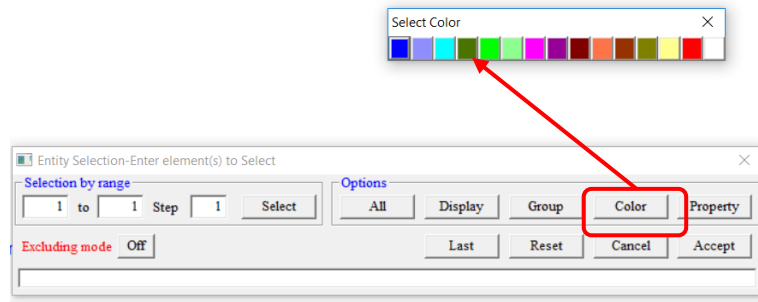 Select Color
Entity Selection-Enter element(s) to Select
Selection by range
Options
1 to 1 Step 1 Select All Display Group Color Property
Excluding mode Off Last Reset Cancel Accept